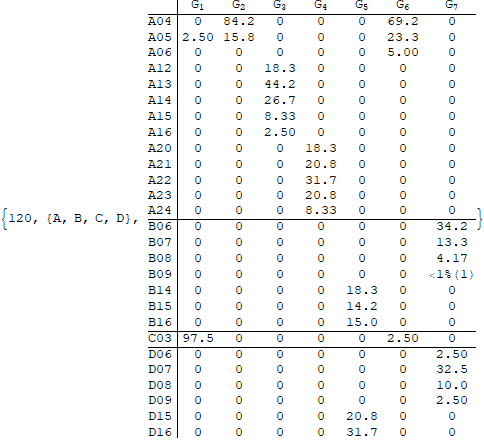 G1 G2 G3 G4 G5 G6 G7
A04 0 84.2 0 0 0 69.2 0
A05 2.50 15.8 0 0 0 23.3 0
A06 0 0 0 0 0 5.00 0
A12 0 0 18.3 0 0 0 0
A13 0 0 44.2 0 0 0 0
A14 0 0 26.7 0 0 0 0
A15 0 0 8.33 0 0 0 0
A16 0 0 2.50 0 0 0 0
A20 0 0 0 18.3 0 0 0
A21 0 0 0 20.8 0 0 0
A22 0 0 0 31.7 0 0 0
A23 0 0 0 20.8 0 0 0
A24 0 0 0 8.33 0 0 0
{120, {A, B, C, D}, }
B06 0 0 0 0 0 0 34.2
B07 0 0 0 0 0 0 13.3
B08 0 0 0 0 0 0 4.17
B09 0 0 0 0 0 0 <1%(1)
B14 0 0 0 0 18.3 0 0
B15 0 0 0 0 14.2 0 0
B16 0 0 0 0 15.0 0 0
C03 97.5 0 0 0 0 2.50 0
D06 0 0 0 0 0 0 2.50
D07 0 0 0 0 0 0 32.5
D08 0 0 0 0 0 0 10.0
D09 0 0 0 0 0 0 2.50
D15 0 0 0 0 20.8 0 0
D16 0 0 0 0 31.7 0 0